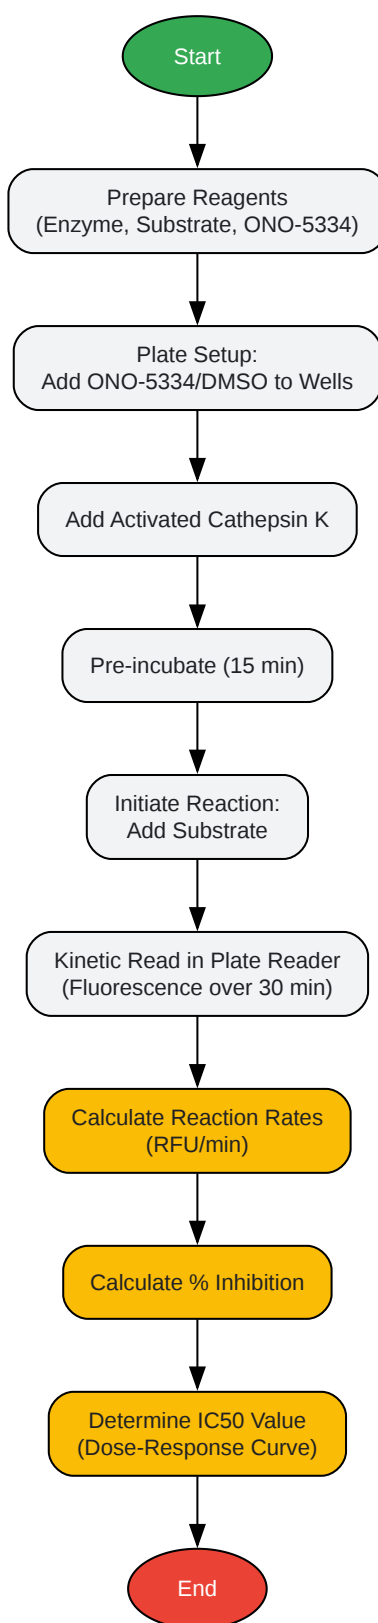 Start
Prepare Reagents
(Enzyme, Substrate, ONO-5334)
Plate Setup:
Add ONO-5334/DMSO to Wells
Add Activated Cathepsin K
Pre-incubate (15 min)
Initiate Reaction:
Add Substrate
Kinetic Read in Plate Reader
(Fluorescence over 30 min)
Calculate Reaction Rates
(RFU/min)
Calculate % Inhibition
Determine IC50 Value
(Dose-Response Curve)
End